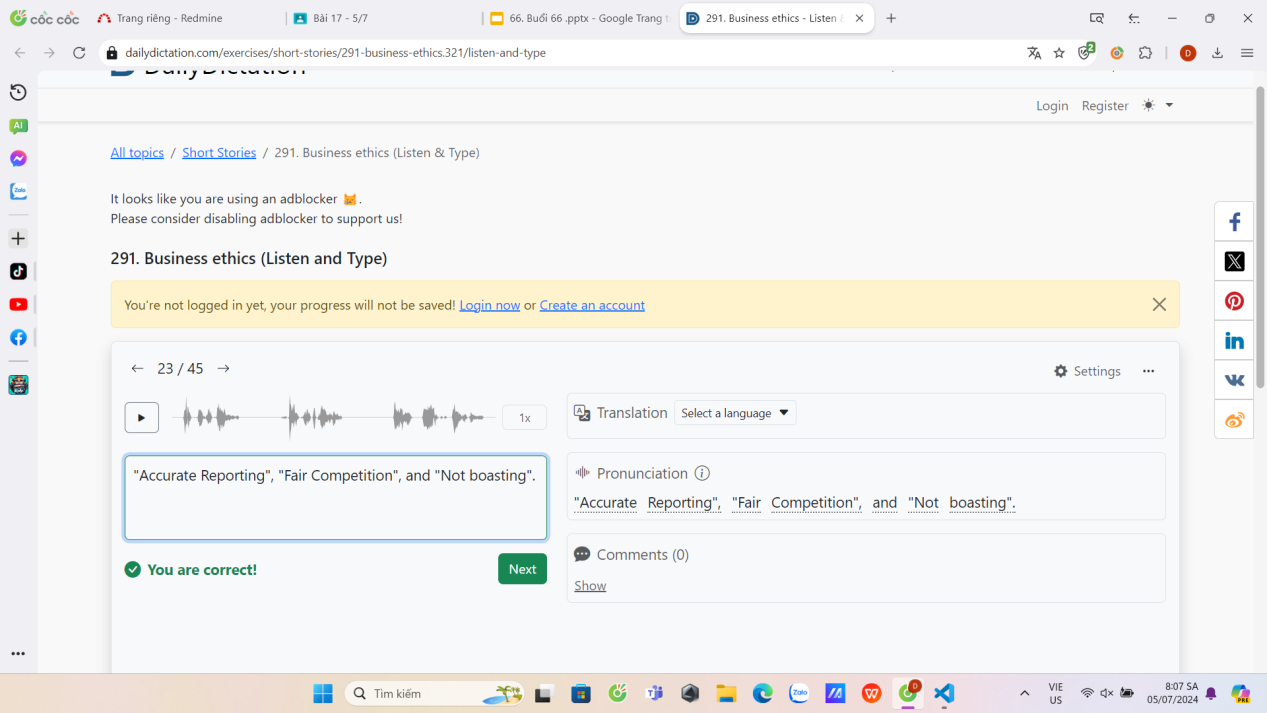 cốc cốc
Trang riêng - Redmine
Bài 17 - 5/7
66. Buổi 66 .pptx - Google Trang t
291. Business ethics - Listen &
dailydictation.com/exercises/short-stories/291-business-ethics.321/listen-and-type
2
D
DailyDictation
AI
Zalo
Login Register
All topics / Short Stories / 291. Business ethics (Listen & Type)
It looks like you are using an adblocker 😿.
Please consider disabling adblocker to support us!
291. Business ethics (Listen and Type)
You're not logged in yet, your progress will not be saved! Login now or Create an account
23 / 45
Settings
1x
Translation Select a language
"Accurate Reporting", "Fair Competition", and "Not boasting".
Pronunciation
"Accurate Reporting", "Fair Competition", and "Not boasting".
You are correct!
Next
Comments (0)
Show
Tìm kiếm
Zalo
D
VIE
US
8:07 SA
05/07/2024
PRE